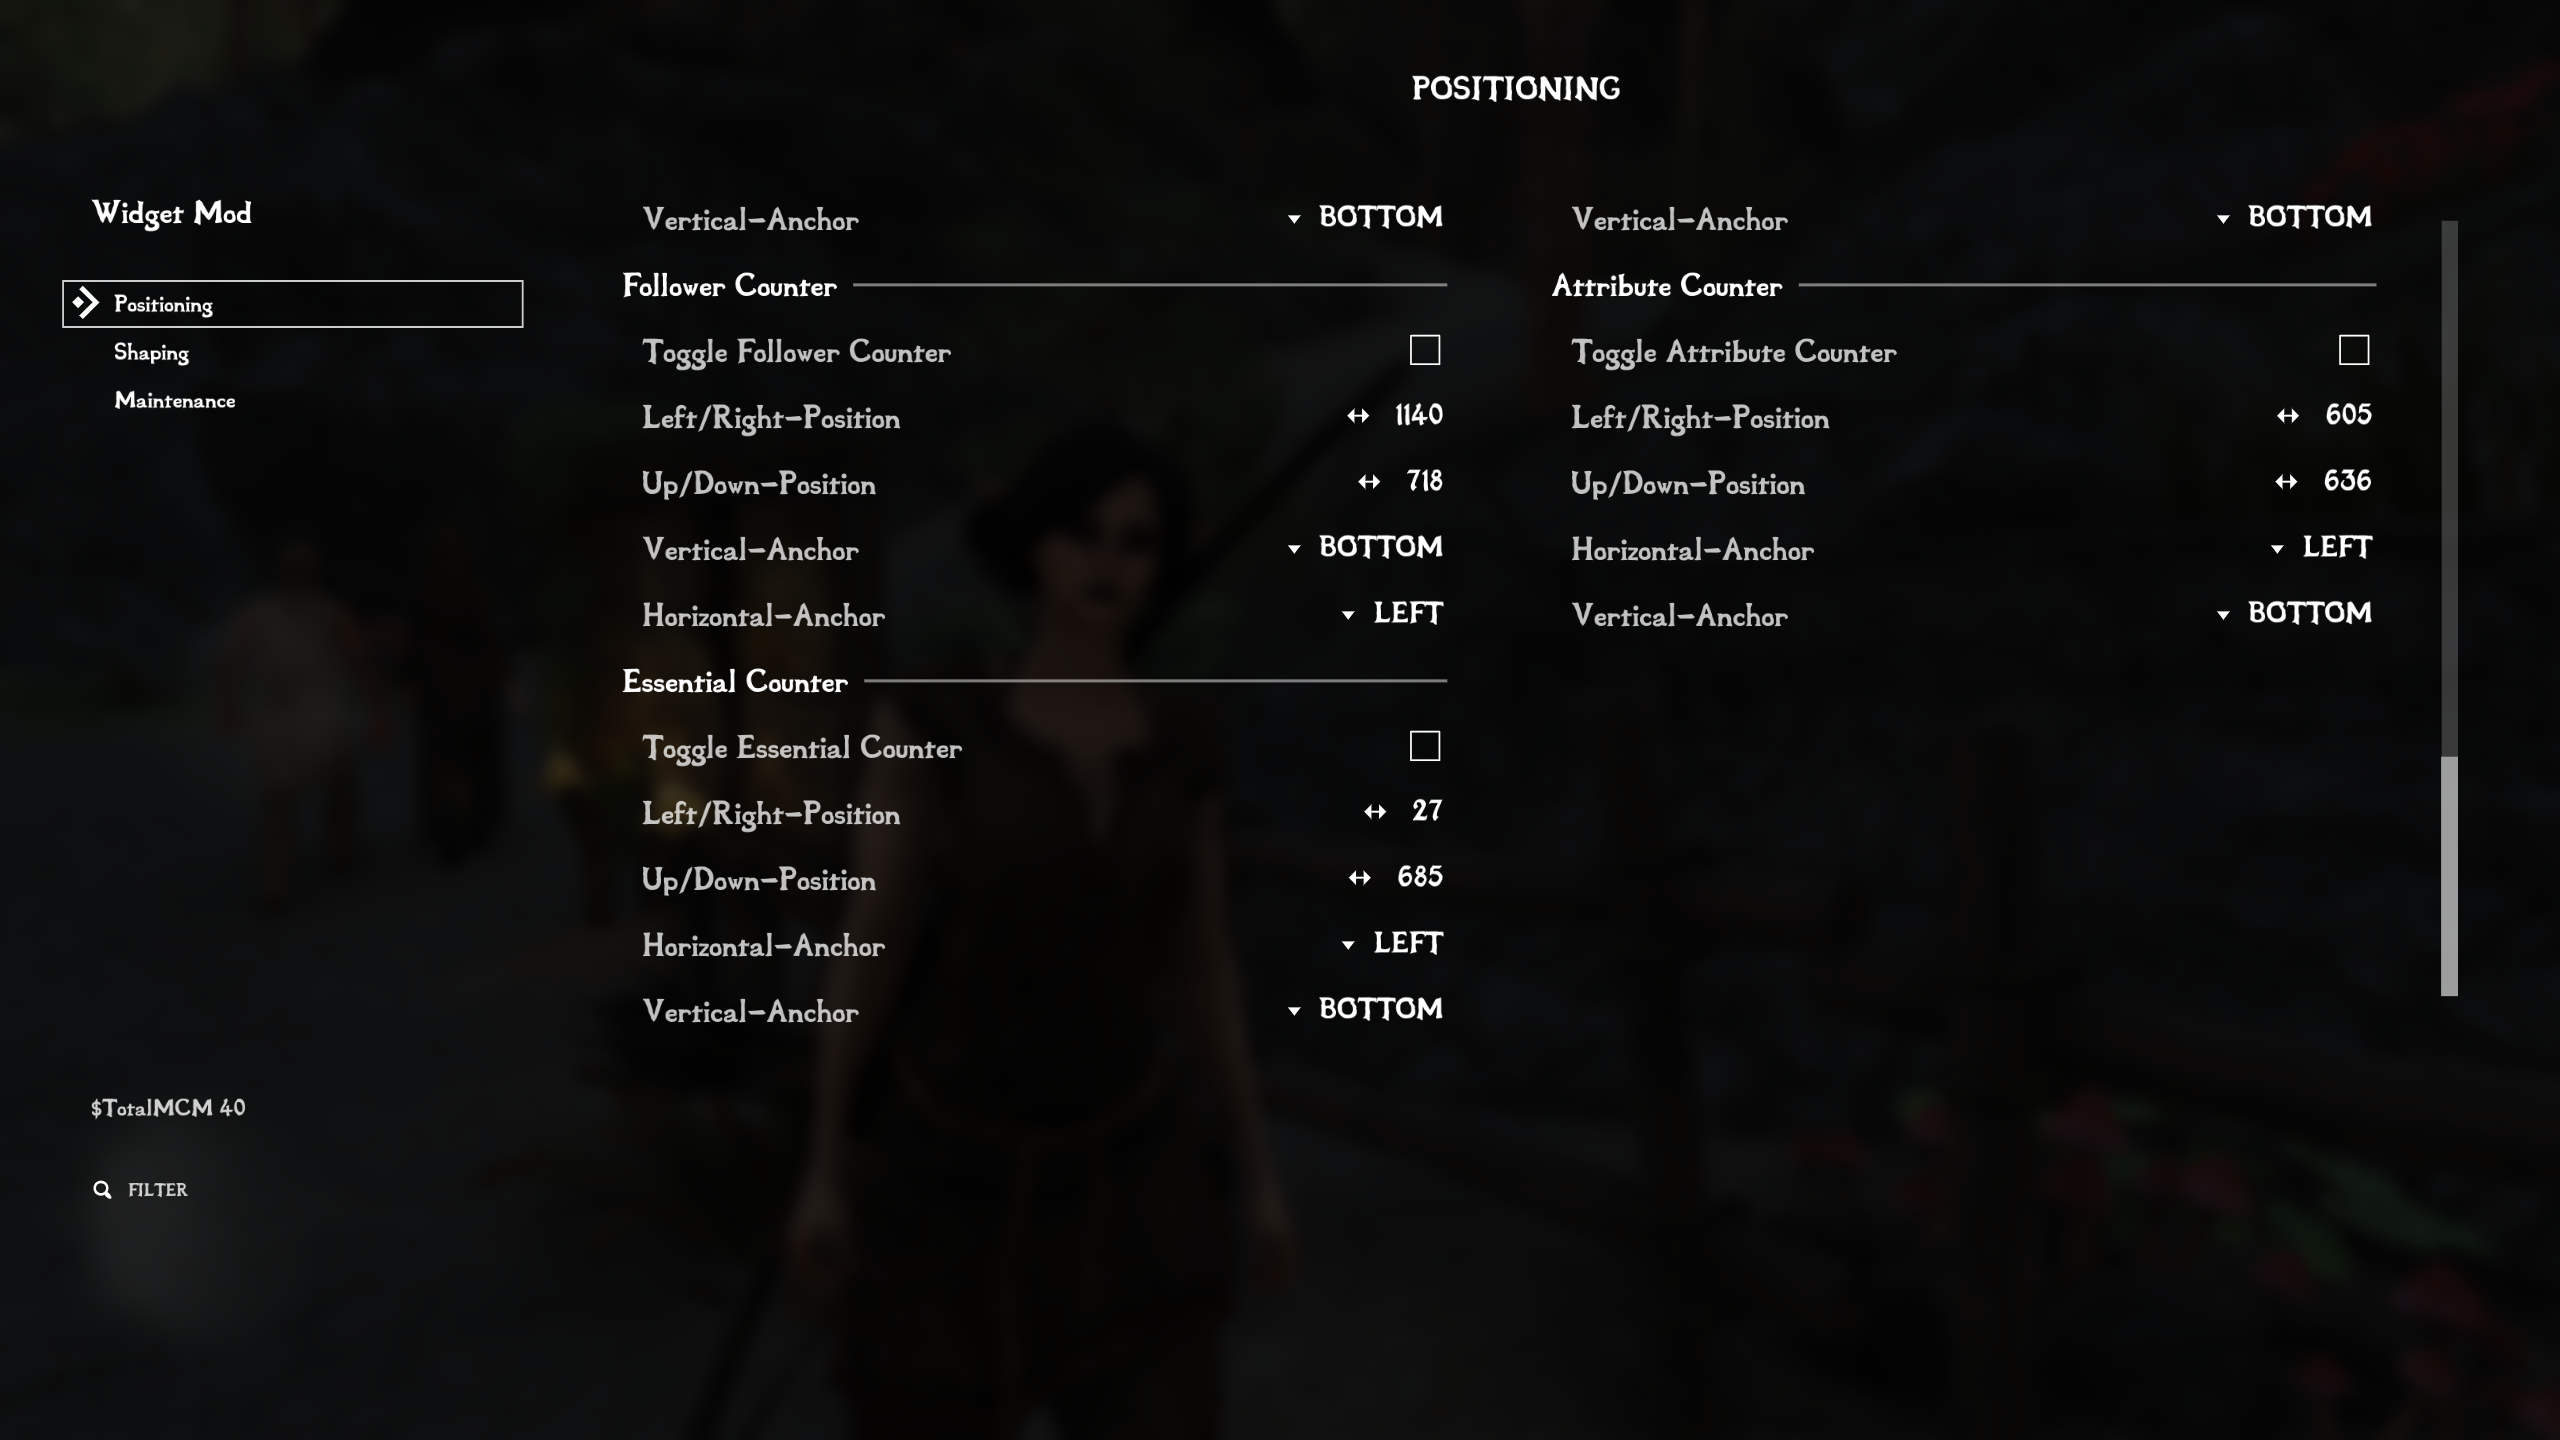 POSITIONING
Widget Mod
Positioning
Shaping
Maintenance
$TotalMCM 40
FILTER
Vertical-Anchor BOTTOM
Follower Counter
Toggle Follower Counter
Left/Right-Position 1140
Up/Down-Position 718
Vertical-Anchor BOTTOM
Horizontal-Anchor LEFT
Essential Counter
Toggle Essential Counter
Left/Right-Position 27
Up/Down-Position 685
Horizontal-Anchor LEFT
Vertical-Anchor BOTTOM
Vertical-Anchor BOTTOM
Attribute Counter
Toggle Attribute Counter
Left/Right-Position 605
Up/Down-Position 636
Horizontal-Anchor LEFT
Vertical-Anchor BOTTOM